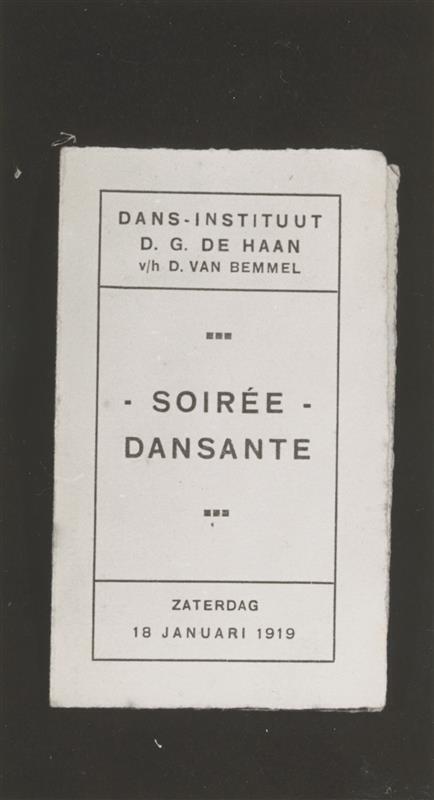 DANS-INSTITUUT
D. G. DE HAAN
v/h D. VAN BEMMEL
- SOIRÉE -
DANSANTE
ZATERDAG
18 JANUARI 1919